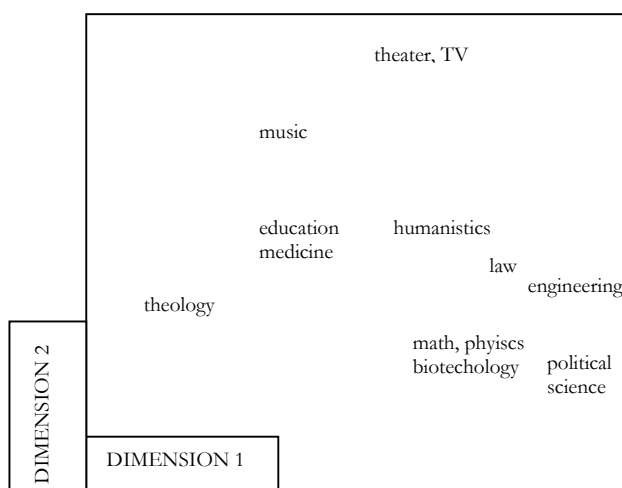 theater, TV
music
education
medicine
humanistics
law
engineering
theology
math, phyiscs
biotechology
political
science
DIMENSION 2
DIMENSION 1